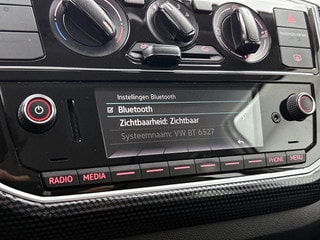 Instellingen Bluetooth
Bluetooth
Zichtbaarheid: Zichtbaar
Systeemnaam: VW BT 6527
RADIO MEDIA PHONE MENU